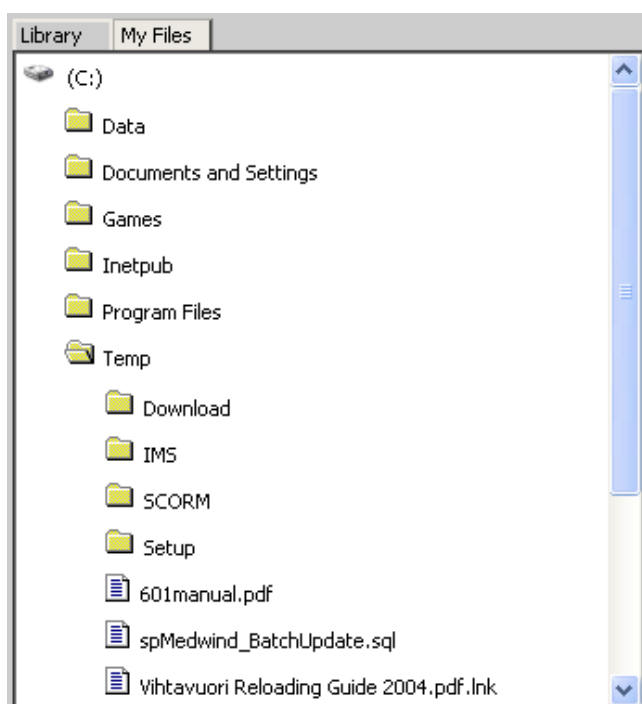 Library My Files
(C:)
Data
Documents and Settings
Games
Inetpub
Program Files
Temp
Download
IMS
SCORM
Setup
601manual.pdf
spMedwind_BatchUpdate.sql
Vihtavuori Reloading Guide 2004.pdf.lnk